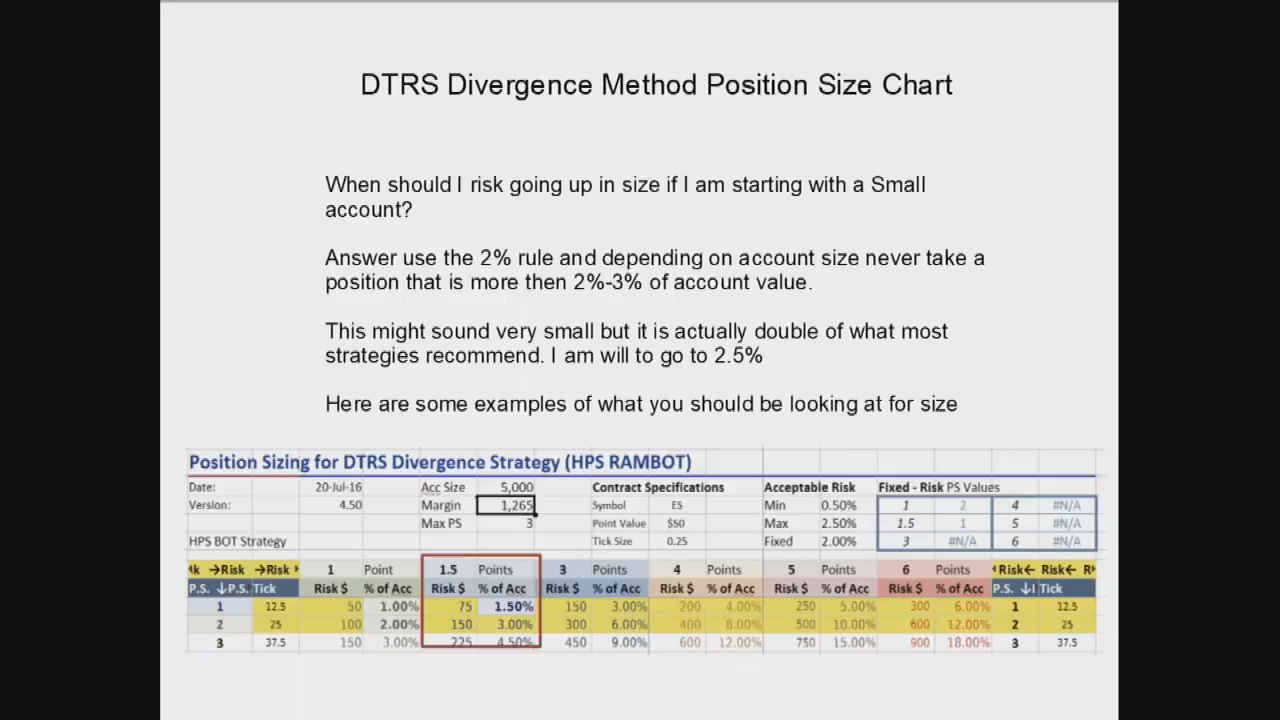 DTRS Divergence Method Position Size Chart
When should I risk going up in size if I am starting with a Small
account?
Answer use the 2% rule and depending on account size never take a
position that is more then 2%-3% of account value.
This might sound very small but it is actually double of what most
strategies recommend. I am will to go to 2.5%
Here are some examples of what you should be looking at for size
Position Sizing for DTRS Divergence Strategy (HPS RAMBOT)
Date: 20-Jul-16 Acc Size 5,000 Contract Specifications Acceptable Risk Fixed - Risk PS Values
Version: 4.50 Margin 1,265 Symbol ES Min 0.50% 1 2 4 #N/A
Max PS 3 Point Value $50 Max 2.50% 1.5 1 5 #N/A
HPS BOT Strategy Tick Size 0.25 Fixed 2.00% 3 #N/A 6 #N/A
→Risk →Risk 1 Point 1.5 Points 3 Points 4 Points 5 Points 6 Points Risk← Risk←
P.S. ↓P.S. Tick Risk $ % of Acc Risk $ % of Acc Risk $ % of Acc Risk $ % of Acc Risk $ % of Acc Risk $ % of Acc P.S. Tick
1 12.5 50 1.00% 75 1.50% 150 3.00% 200 4.00% 250 5.00% 300 6.00% 1 12.5
2 25 100 2.00% 150 3.00% 300 6.00% 400 8.00% 500 10.00% 600 12.00% 2 25
3 37.5 150 3.00% 225 4.50% 450 9.00% 600 12.00% 750 15.00% 900 18.00% 3 37.5